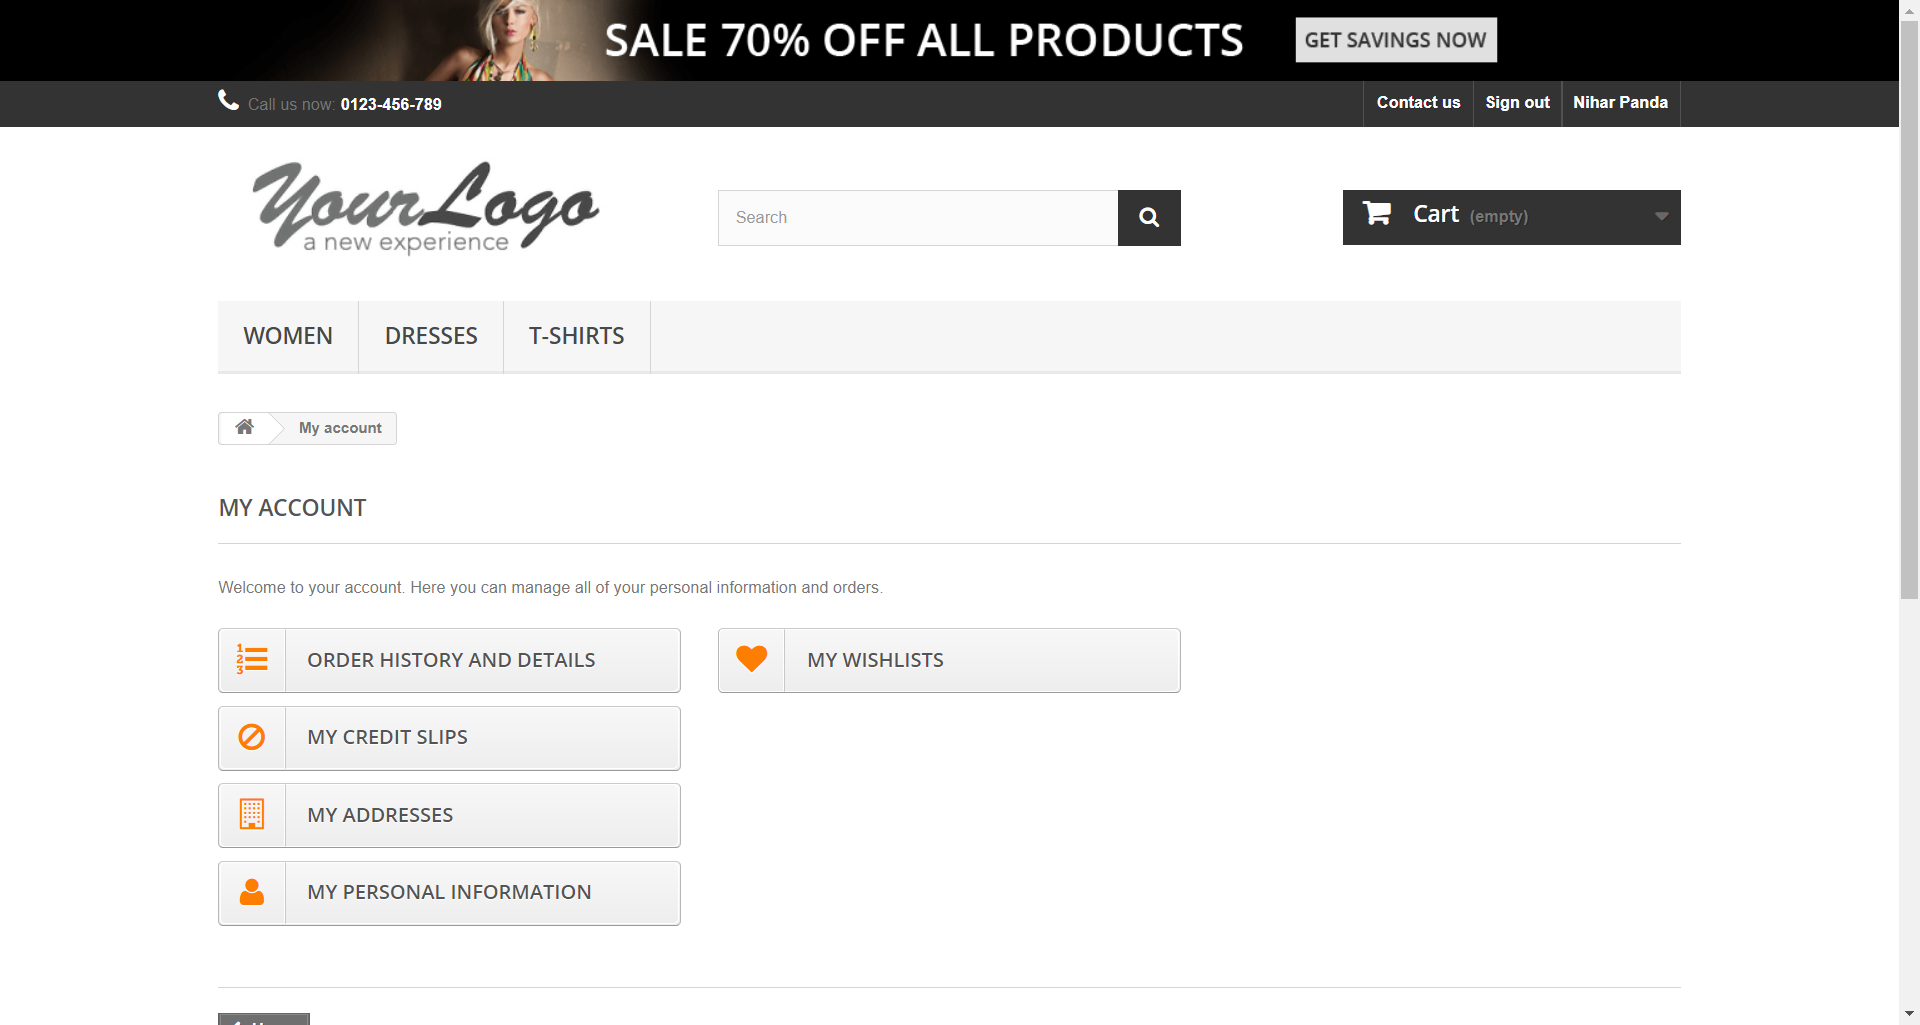 SALE 70% OFF ALL PRODUCTS
GET SAVINGS NOW
Call us now: 0123-456-789
Contact us
Sign out
Nihar Panda
YourLogo
a new experience
Search
Cart (empty)
WOMEN
DRESSES
T-SHIRTS
My account
MY ACCOUNT
Welcome to your account. Here you can manage all of your personal information and orders.
ORDER HISTORY AND DETAILS
MY WISHLISTS
MY CREDIT SLIPS
MY ADDRESSES
MY PERSONAL INFORMATION